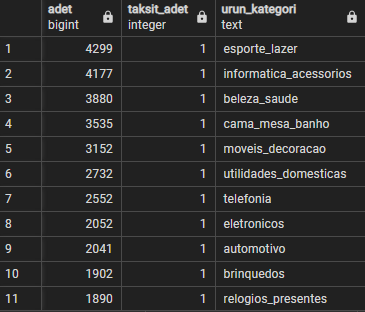 adet taksit_adet urun_kategori
bigint integer text
1 4299 1 esporte_lazer
2 4177 1 informatica_acessorios
3 3880 1 beleza_saude
4 3535 1 cama_mesa_banho
5 3152 1 moveis_decoracao
6 2732 1 utilidades_domesticas
7 2552 1 telefonia
8 2052 1 eletronicos
9 2041 1 automotivo
10 1902 1 brinquedos
11 1890 1 relogios_presentes